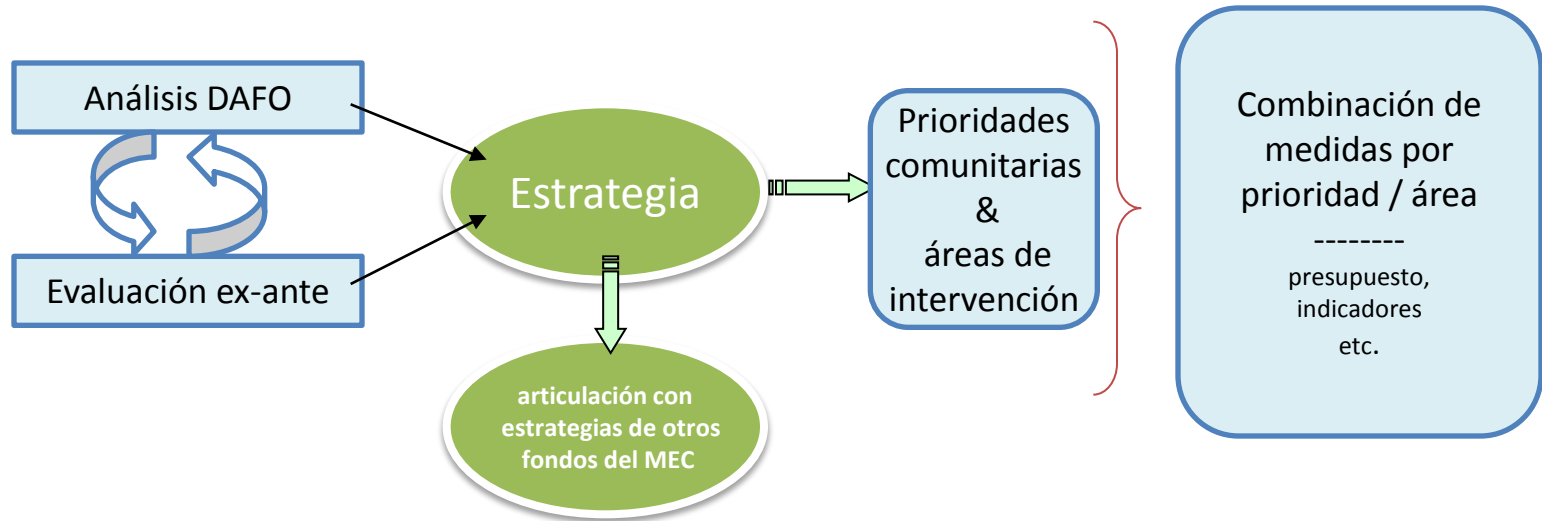 Análisis DAFO
Evaluación ex-ante
Estrategia
articulación con
estrategias de otros
fondos del MEC
Prioridades
comunitarias
&
áreas de
intervención
Combinación de
medidas por
prioridad / área
--------
presupuesto,
indicadores
etc.